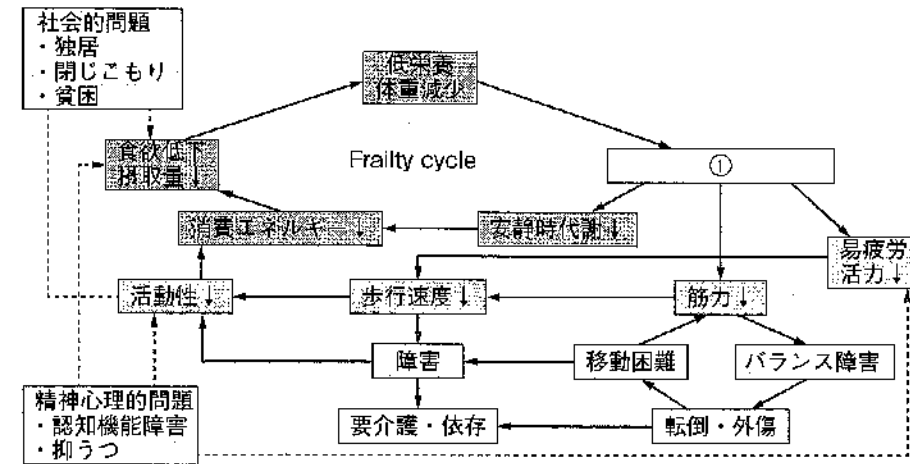 社会的問題
・独居
・閉じこもり
・貧困
低栄養
体重減少
食欲低下
摂取量↓
Frailty cycle
①
消費エネルギー↓
安静時代謝↓
易疲労
活力↓
活動性↓
歩行速度↓
筋力↓
障害
移動困難
バランス障害
精神心理的問題
・認知機能障害
・抑うつ
要介護・依存
転倒・外傷